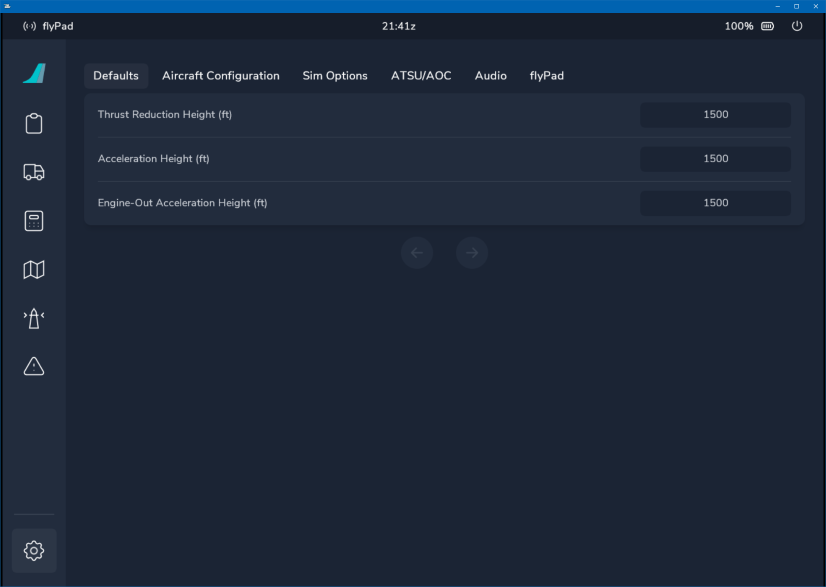 flyPad 21:41z 100%
Defaults Aircraft Configuration Sim Options ATSU/AOC Audio flyPad
Thrust Reduction Height (ft) 1500
Acceleration Height (ft) 1500
Engine-Out Acceleration Height (ft) 1500